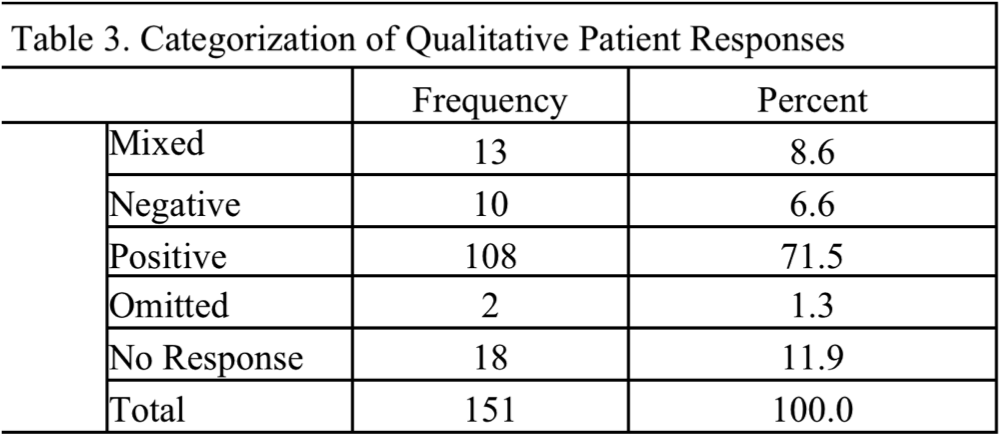 Table 3. Categorization of Qualitative Patient Responses
Frequency Percent
Mixed 13 8.6
Negative 10 6.6
Positive 108 71.5
Omitted 2 1.3
No Response 18 11.9
Total 151 100.0